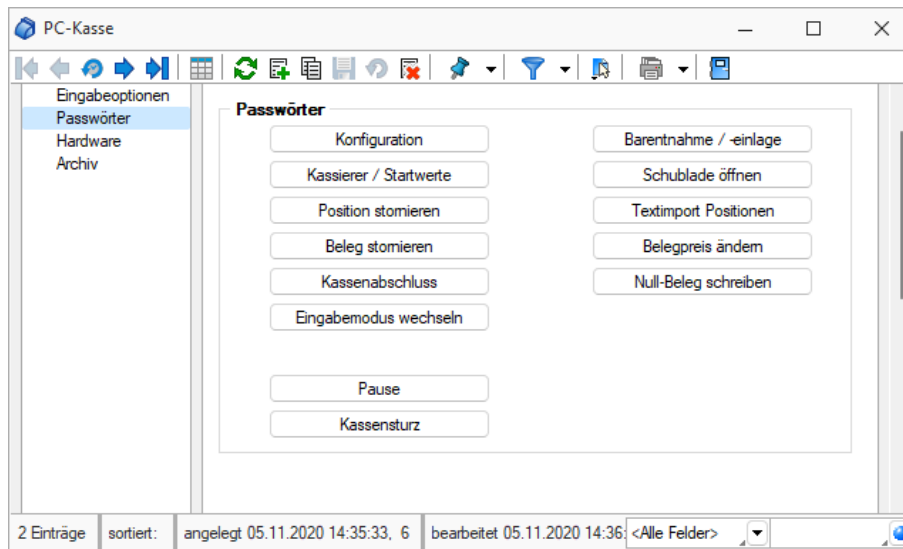 PC-Kasse
Eingabeoptionen
Passwörter
Hardware
Archiv
Passwörter
Konfiguration
Barentnahme / -einlage
Kassierer / Startwerte
Schublade öffnen
Position stornieren
Textimport Positionen
Beleg stornieren
Belegpreis ändern
Kassenabschluss
Null-Beleg schreiben
Eingabemodus wechseln
Pause
Kassensturz
2 Einträge sortiert: angelegt 05.11.2020 14:35:33, 6 bearbeitet 05.11.2020 14:36: <Alle Felder>